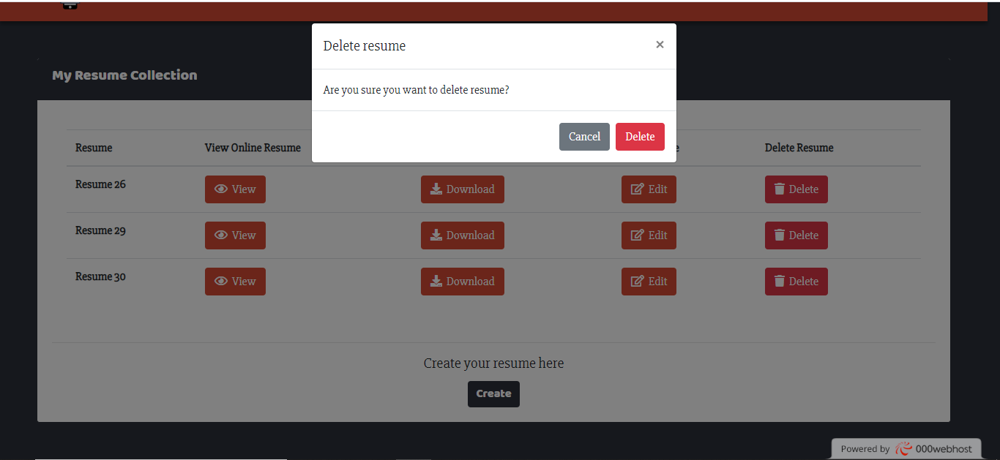 Delete resume ×
Are you sure you want to delete resume?
Cancel Delete
My Resume Collection
Resume View Online Resume Delete Resume
Resume 26 View Download Edit Delete
Resume 29 View Download Edit Delete
Resume 30 View Download Edit Delete
Create your resume here
Create
Powered by 000webhost